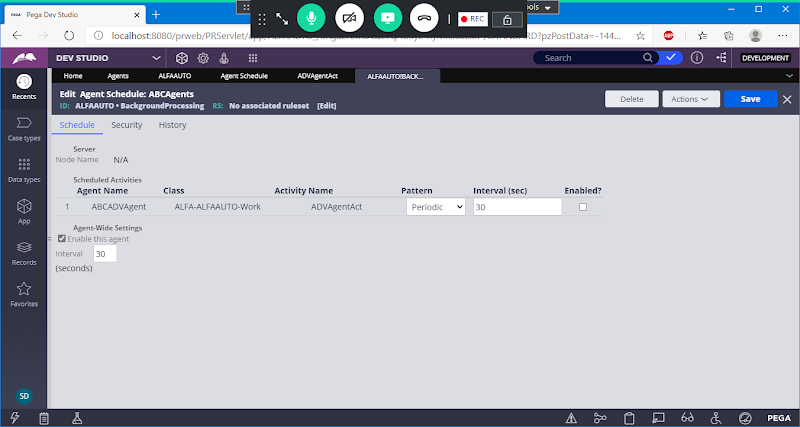 PEGA Pega Dev Studio
tools
REC
localhost:8080/prweb/PRServlet/app/
RD?pzPostData=-144...
DEV STUDIO
Search
DEVELOPMENT
Home Agents ALFAAUTO Agent Schedule ADVAgentAct ALFAAUTO!BACK...
Edit Agent Schedule: ABCAgents
ID: ALFAAUTO • BackgroundProcessing RS: No associated ruleset [Edit]
Delete Actions Save
Recents
Case types
Data types
App
Records
Favorites
SD
Schedule Security History
Server
Node Name N/A
Scheduled Activities
Agent Name Class Activity Name Pattern Interval (sec) Enabled?
1 ABCADVAgent ALFA-ALFAAUTO-Work ADVAgentAct Periodic 30
Agent-Wide Settings
Enable this agent
Interval 30
(seconds)
PEGA